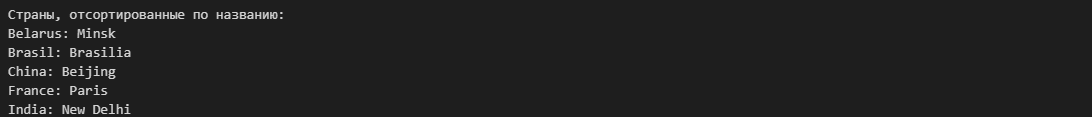 Страны, отсортированные по названию:
Belarus: Minsk
Brasil: Brasilia
China: Beijing
France: Paris
India: New Delhi